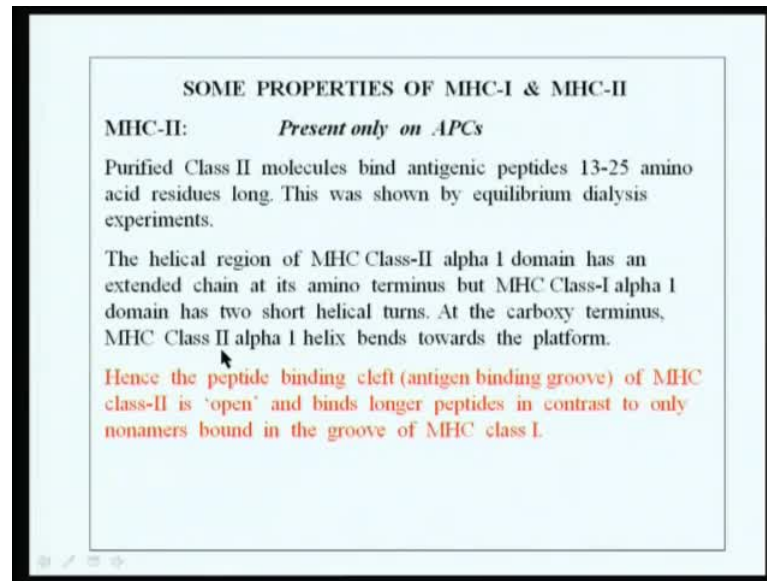 SOME PROPERTIES OF MHC-I & MHC-II
MHC-II: Present only on APCs
Purified Class II molecules bind antigenic peptides 13-25 amino
acid residues long. This was shown by equilibrium dialysis
experiments.
The helical region of MHC Class-II alpha 1 domain has an
extended chain at its amino terminus but MHC Class-I alpha 1
domain has two short helical turns. At the carboxy terminus,
MHC Class II alpha 1 helix bends towards the platform.
Hence the peptide binding cleft (antigen binding groove) of MHC
class-II is 'open' and binds longer peptides in contrast to only
nonamers bound in the groove of MHC class I.